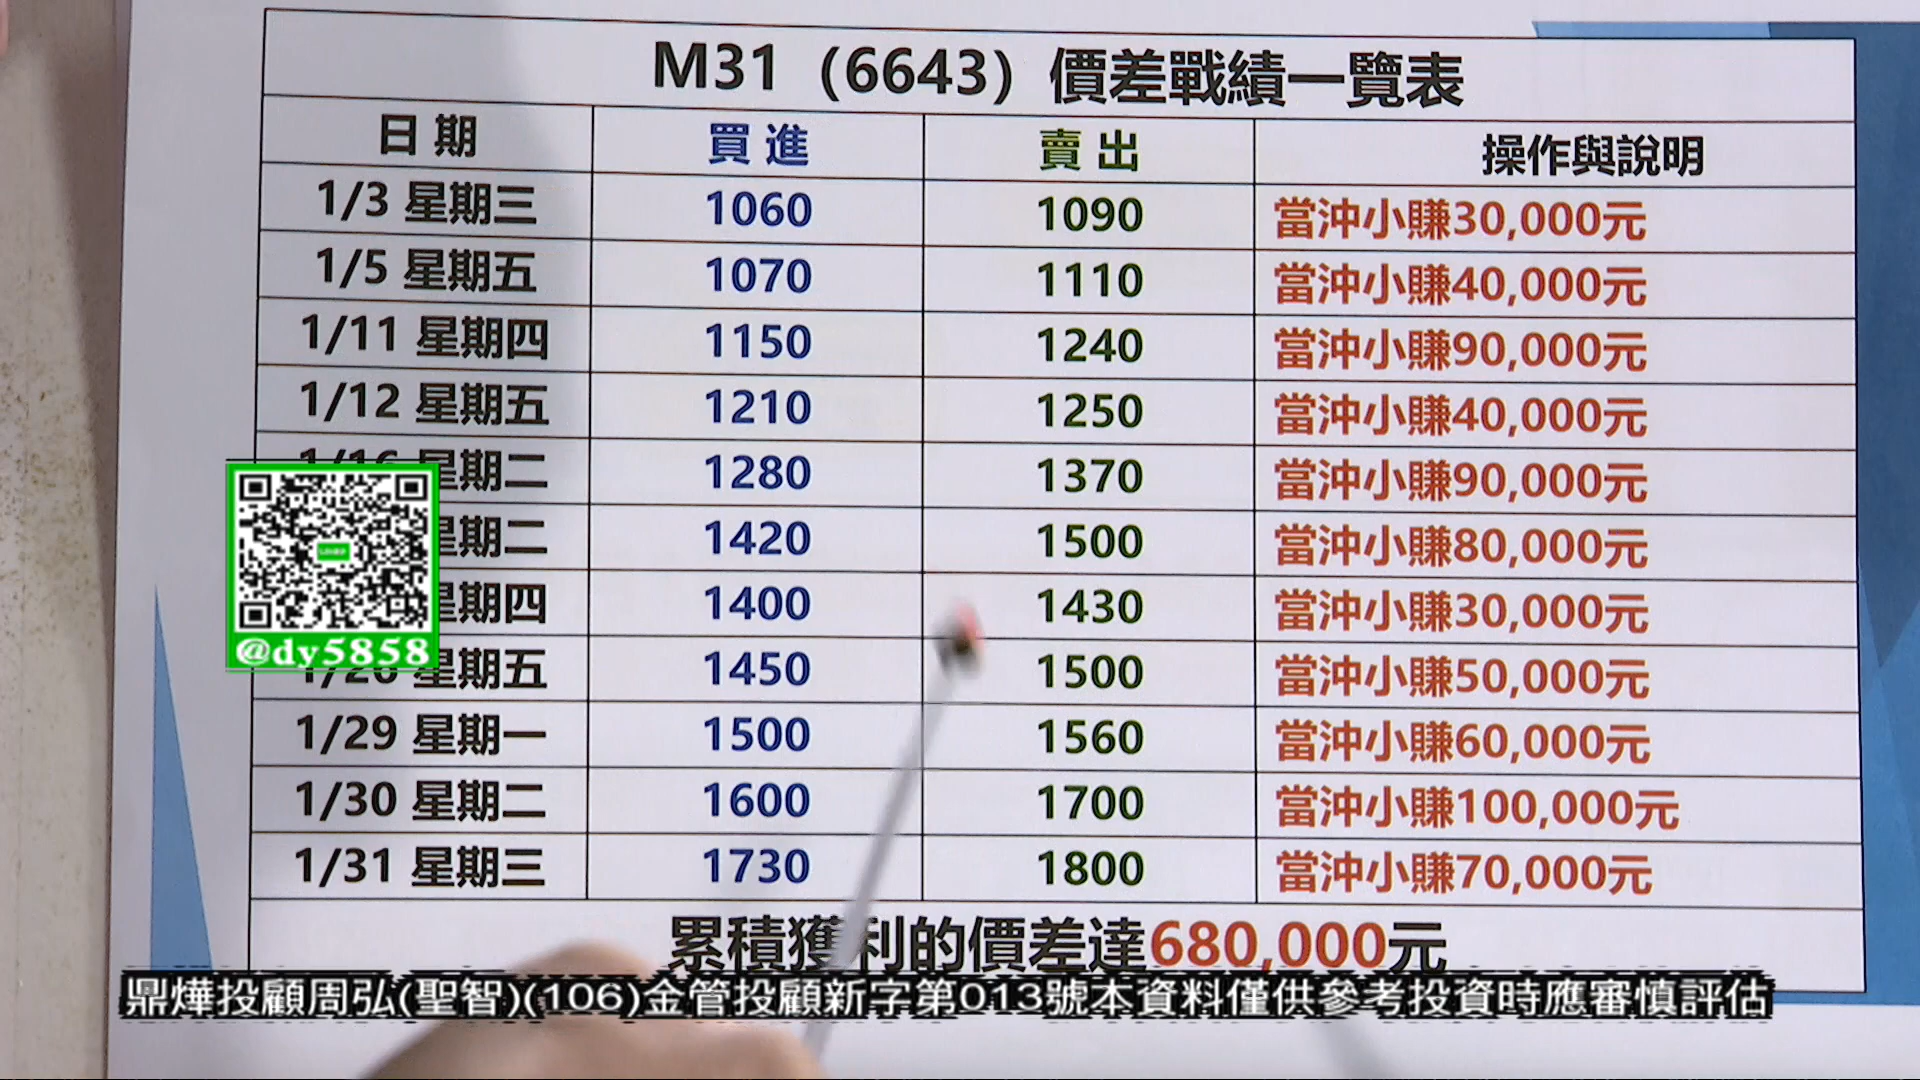 M31（6643）價差戰績一覽表
日 期 買 進 賣 出 操作與說明
1/3 星期三 1060 1090 當沖小賺30,000元
1/5 星期五 1070 1110 當沖小賺40,000元
1/11 星期四 1150 1240 當沖小賺90,000元
1/12 星期五 1210 1250 當沖小賺40,000元
1/16 星期二 1280 1370 當沖小賺90,000元
星期二 1420 1500 當沖小賺80,000元
星期四 1400 1430 當沖小賺30,000元
1/26 星期五 1450 1500 當沖小賺50,000元
1/29 星期一 1500 1560 當沖小賺60,000元
1/30 星期二 1600 1700 當沖小賺100,000元
1/31 星期三 1730 1800 當沖小賺70,000元
累積獲利的價差達680,000元
@dy5858
鼎燁投顧周弘(聖智)(106)金管投顧新字第013號本資料僅供參考投資時應審慎評估